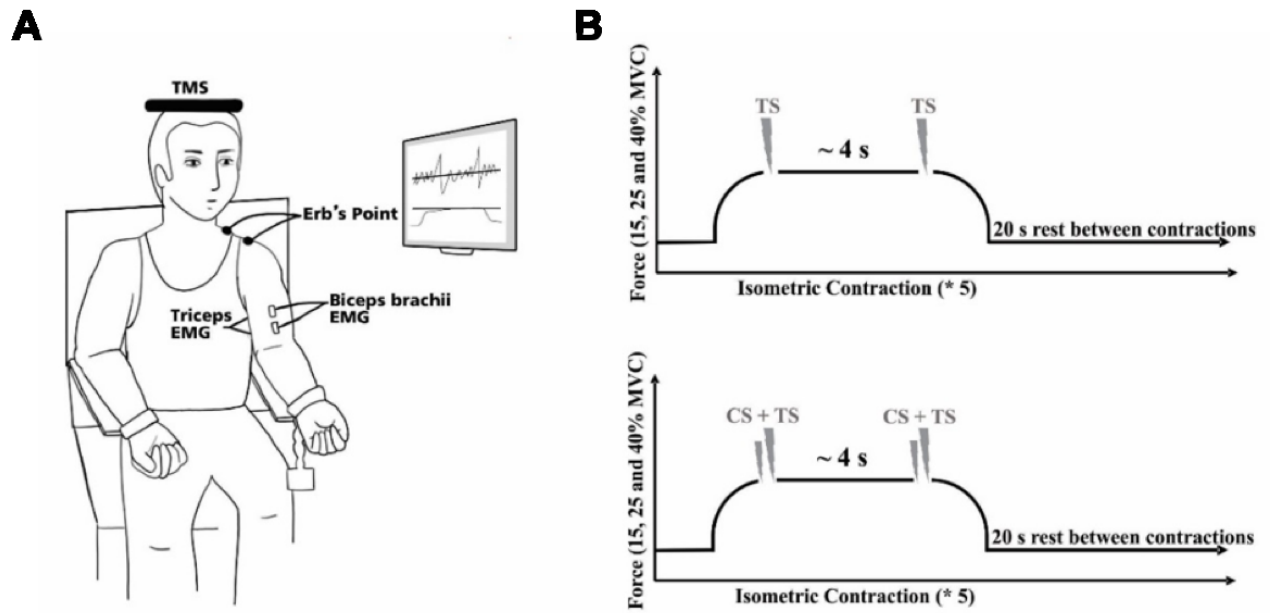 A
TMS
Erb's Point
Triceps
EMG
Biceps brachii
EMG
B
Force (15, 25 and 40% MVC)
TS
TS
~ 4 s
20 s rest between contractions
Isometric Contraction (* 5)
Force (15, 25 and 40% MVC)
CS + TS
CS + TS
~ 4 s
20 s rest between contractions
Isometric Contraction (* 5)